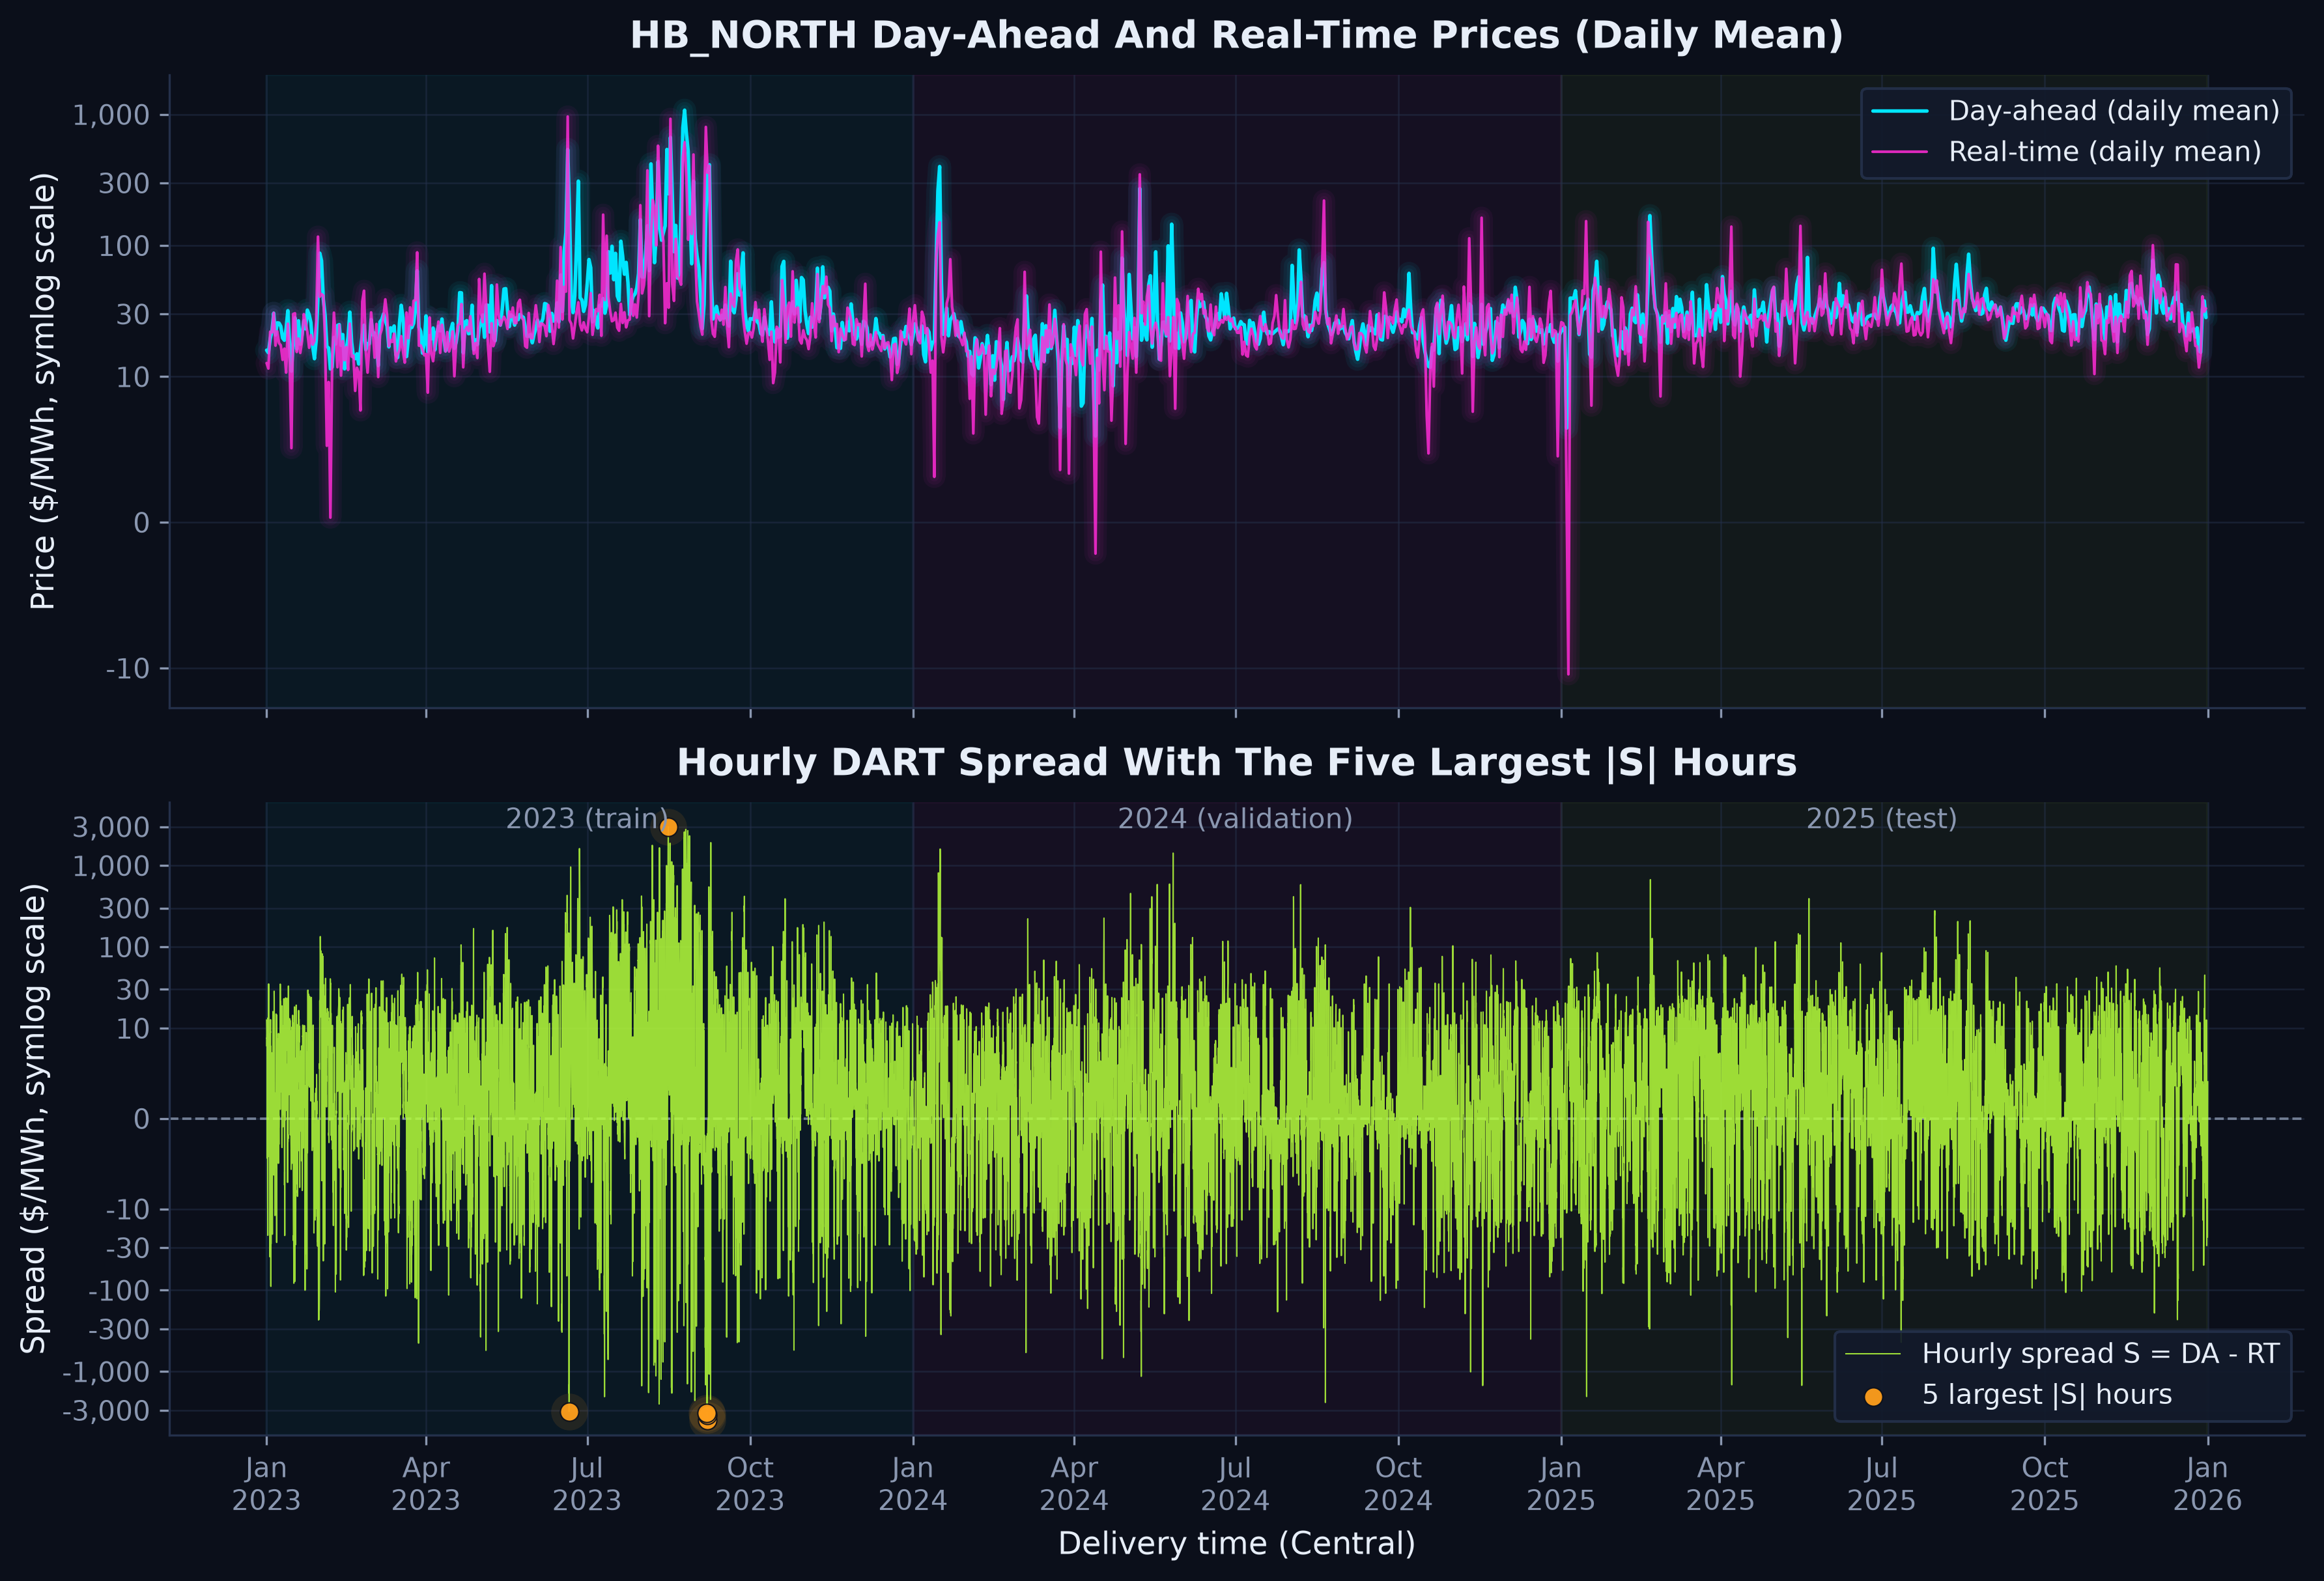 HB_NORTH Day-Ahead And Real-Time Prices (Daily Mean)
Price ($/MWh, symlog scale)
1,000
300
100
30
10
0
-10
Day-ahead (daily mean)
Real-time (daily mean)
Hourly DART Spread With The Five Largest |S| Hours
Spread ($/MWh, symlog scale)
3,000
1,000
300
100
30
10
0
-10
-30
-100
-300
-1,000
-3,000
2023 (train)
2024 (validation)
2025 (test)
Hourly spread S = DA - RT
5 largest |S| hours
Jan
2023
Apr
2023
Jul
2023
Oct
2023
Jan
2024
Apr
2024
Jul
2024
Oct
2024
Jan
2025
Apr
2025
Jul
2025
Oct
2025
Jan
2026
Delivery time (Central)